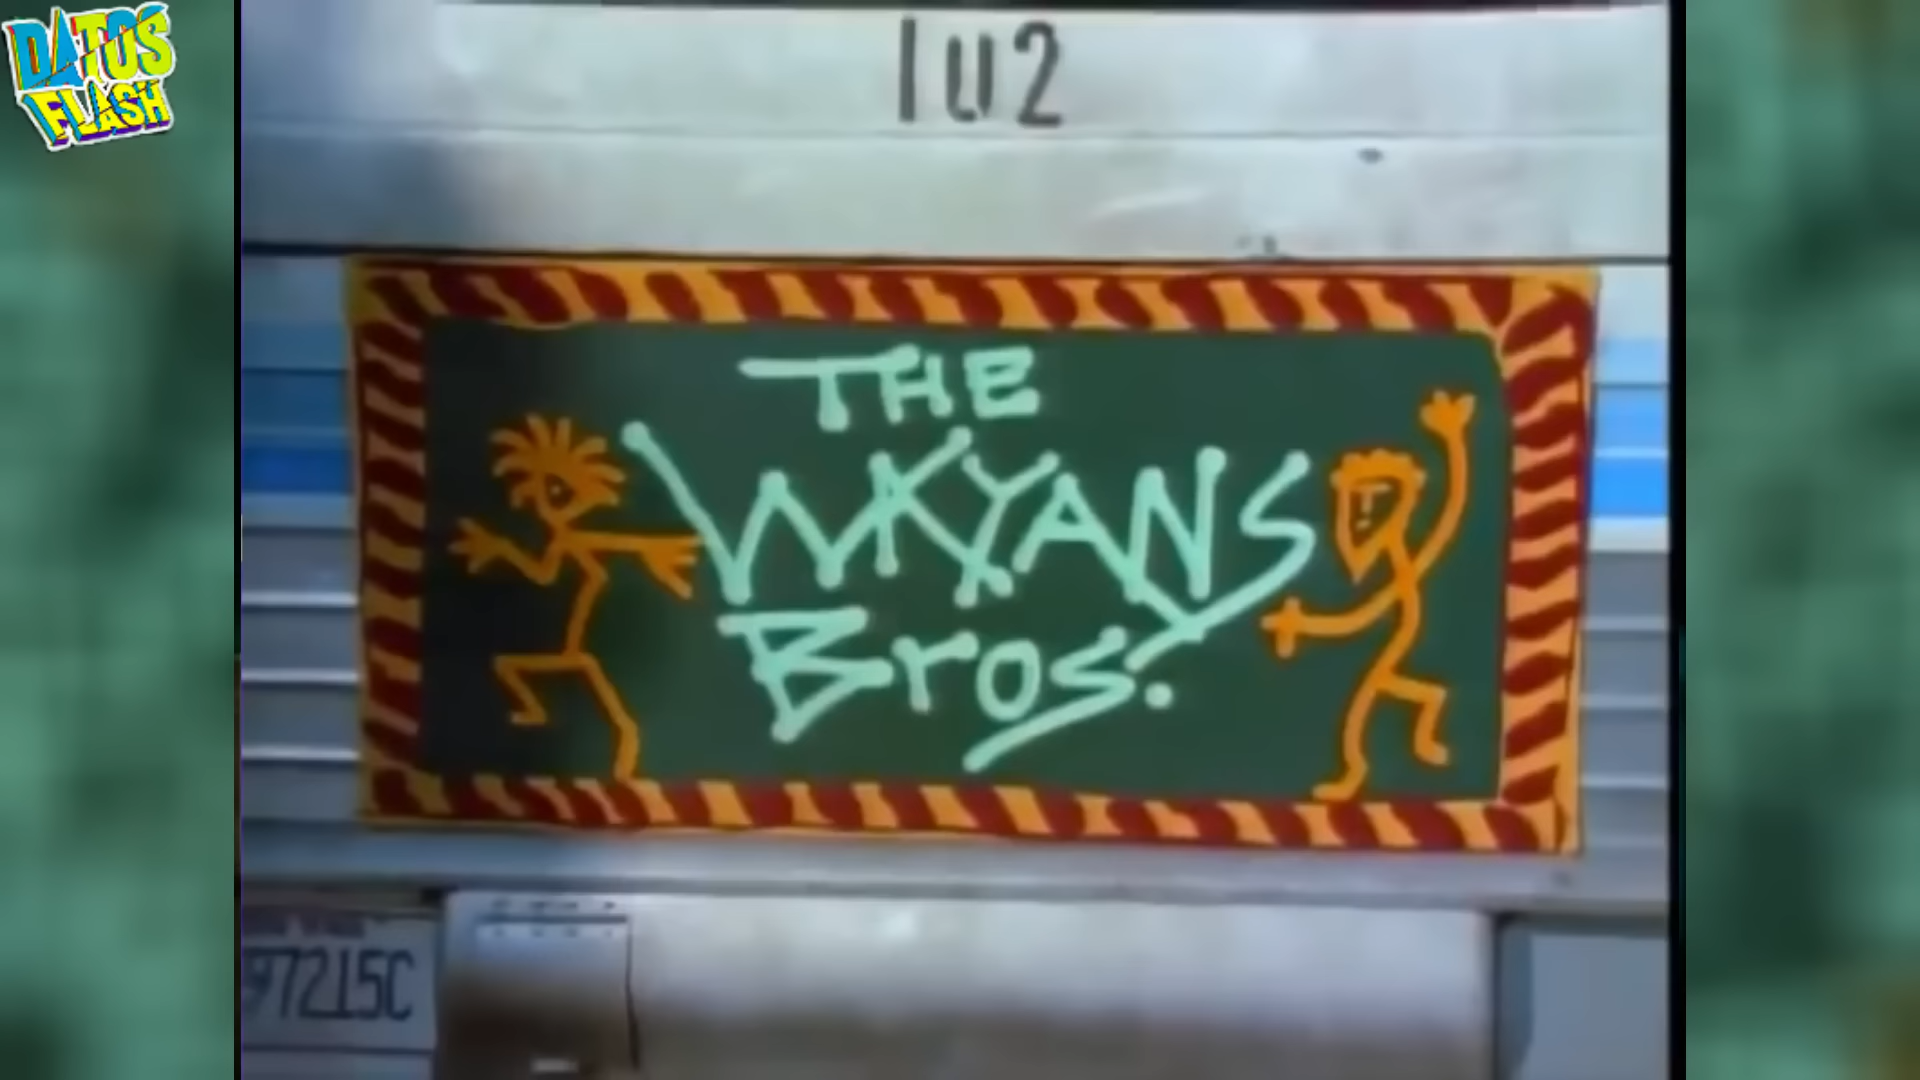 DATOS
FLASH
1u2
THE
WAYANS
Bros.
97215C